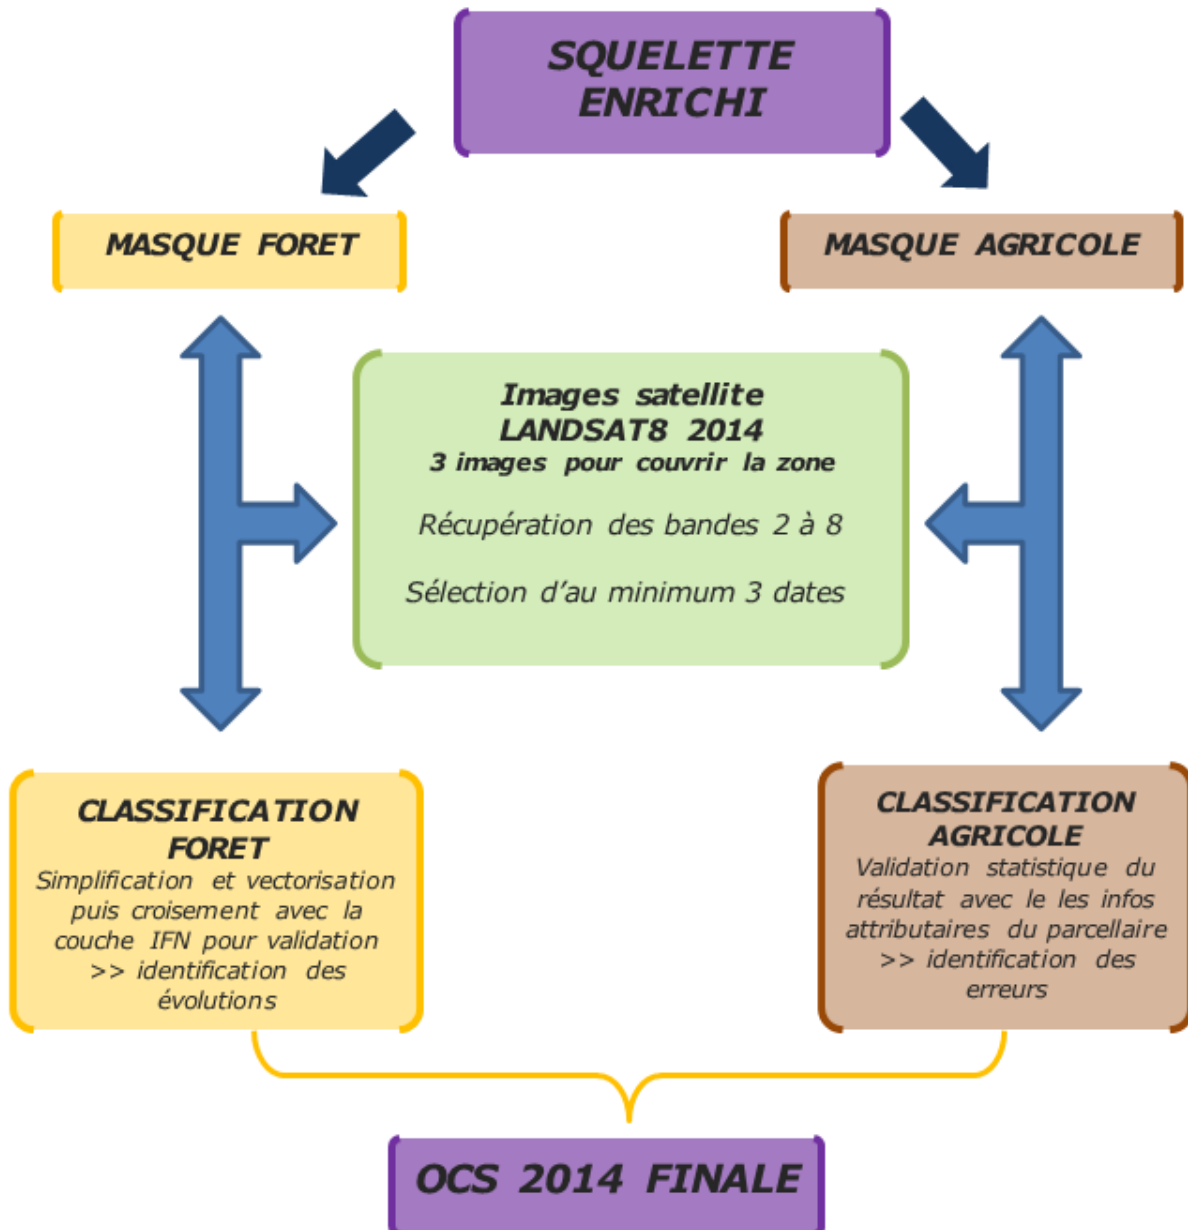 SQUELETTE
ENRICHI
MASQUE FORET
MASQUE AGRICOLE
Images satellite
LANDSAT8 2014
3 images pour couvrir la zone
Récupération des bandes 2 à 8
Sélection d’au minimum 3 dates
CLASSIFICATION
FORET
Simplification et vectorisation
puis croisement avec la
couche IFN pour validation
>> identification des
évolutions
CLASSIFICATION
AGRICOLE
Validation statistique du
résultat avec le les infos
attributaires du parcellaire
>> identification des
erreurs
OCS 2014 FINALE